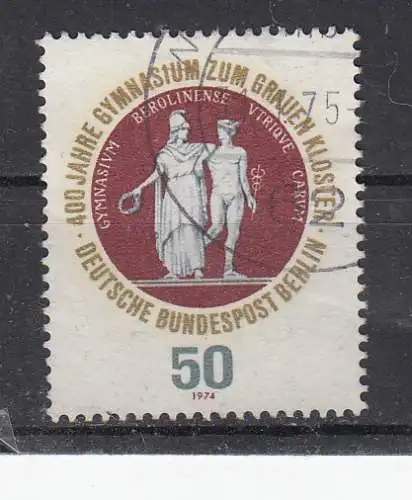 · 400 JAHRE GYMNASIUM ZUM GRAUEN KLOSTER ·
DEUTSCHE BUNDESPOST BERLIN
GYMNASIVM BEROLINENSE VTRIQVE CARVM
75
50
1974